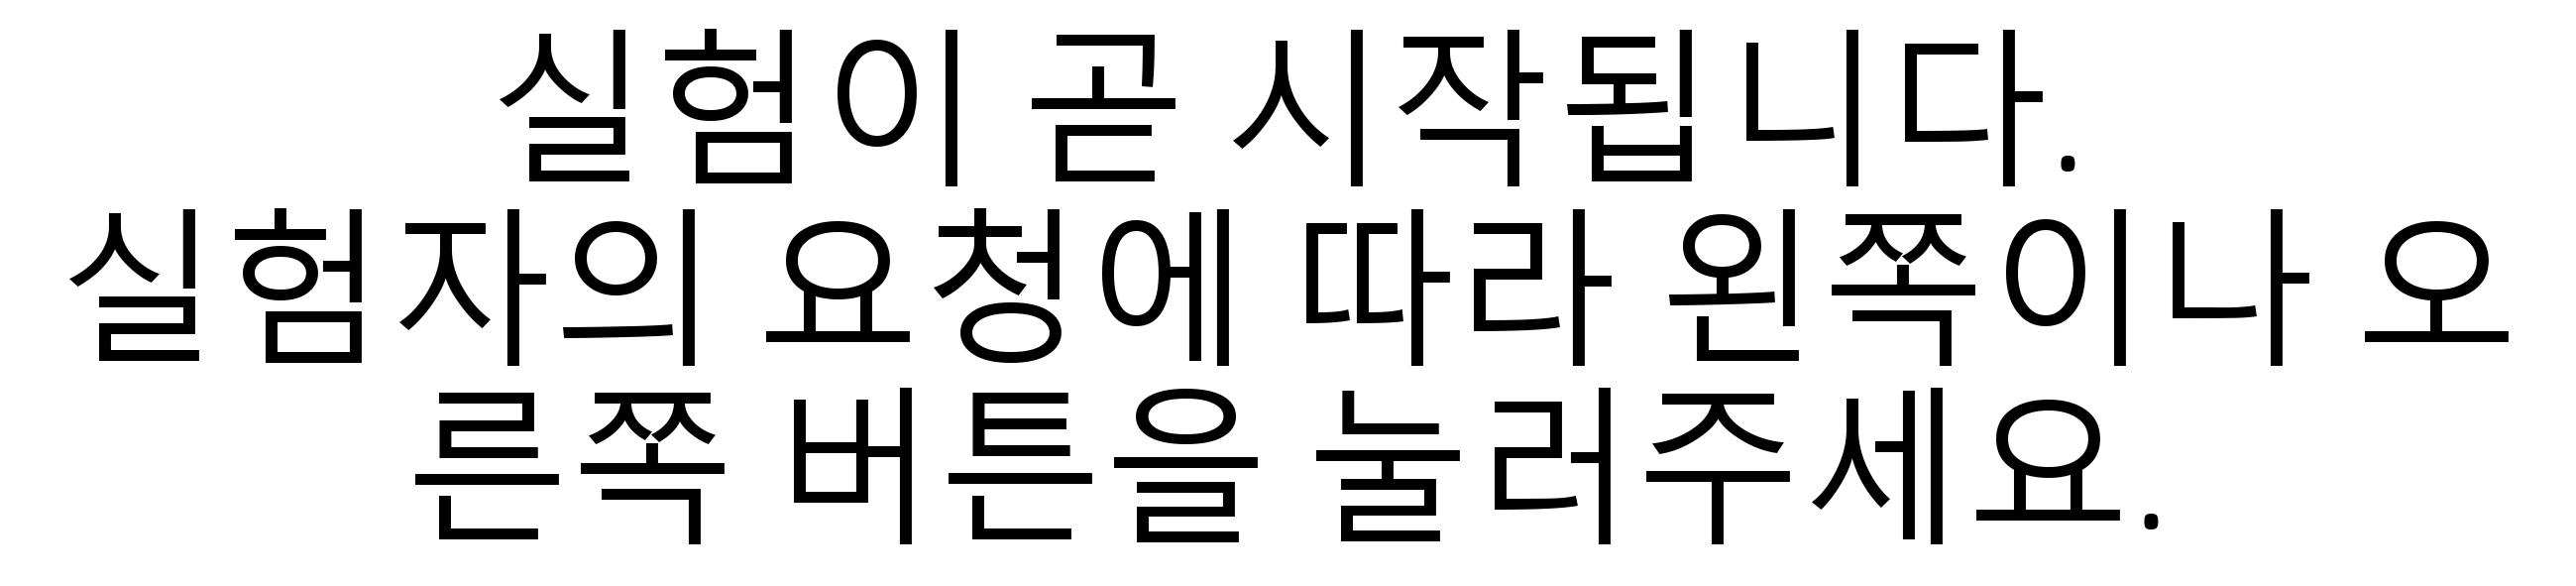 실험이 곧 시작됩니다.
실험자의 요청에 따라 왼쪽이나 오
른쪽 버튼을 눌러주세요.